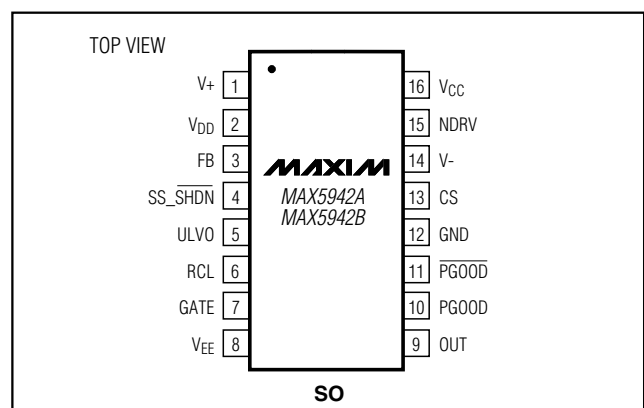 TOP VIEW
V+ 1
VDD 2
FB 3
SS_SHDN 4
ULVO 5
RCL 6
GATE 7
VEE 8
MAXIM
MAX5942A
MAX5942B
16 VCC
15 NDRV
14 V-
13 CS
12 GND
11 PGOOD
10 PGOOD
9 OUT
SO